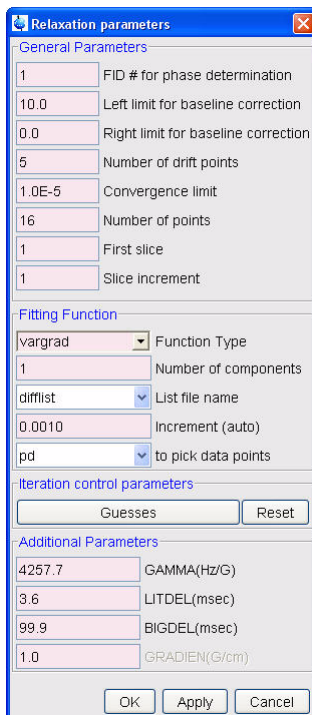 Relaxation parameters
General Parameters
1 FID # for phase determination
10.0 Left limit for baseline correction
0.0 Right limit for baseline correction
5 Number of drift points
1.0E-5 Convergence limit
16 Number of points
1 First slice
1 Slice increment
Fitting Function
vargrad Function Type
1 Number of components
difflist List file name
0.0010 Increment (auto)
pd to pick data points
Iteration control parameters
Guesses Reset
Additional Parameters
4257.7 GAMMA(Hz/G)
3.6 LITDEL(msec)
99.9 BIGDEL(msec)
1.0 GRADIEN(G/cm)
OK Apply Cancel